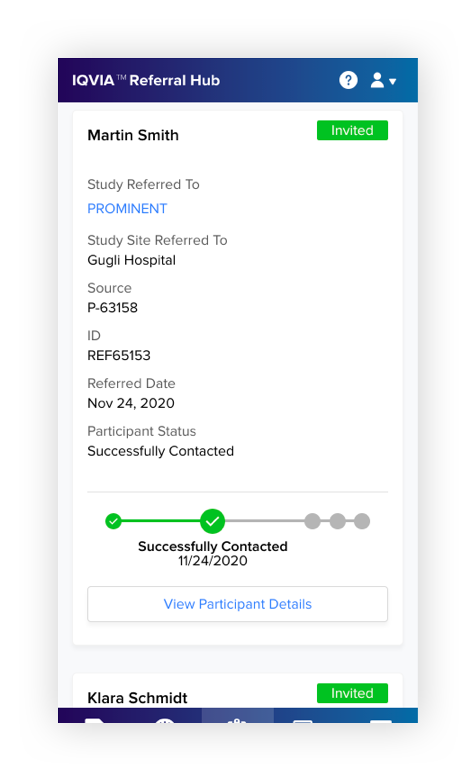 IQVIA™ Referral Hub
?
Martin Smith
Invited
Study Referred To
PROMINENT
Study Site Referred To
Gugli Hospital
Source
P-63158
ID
REF65153
Referred Date
Nov 24, 2020
Participant Status
Successfully Contacted
Successfully Contacted
11/24/2020
View Participant Details
Klara Schmidt
Invited